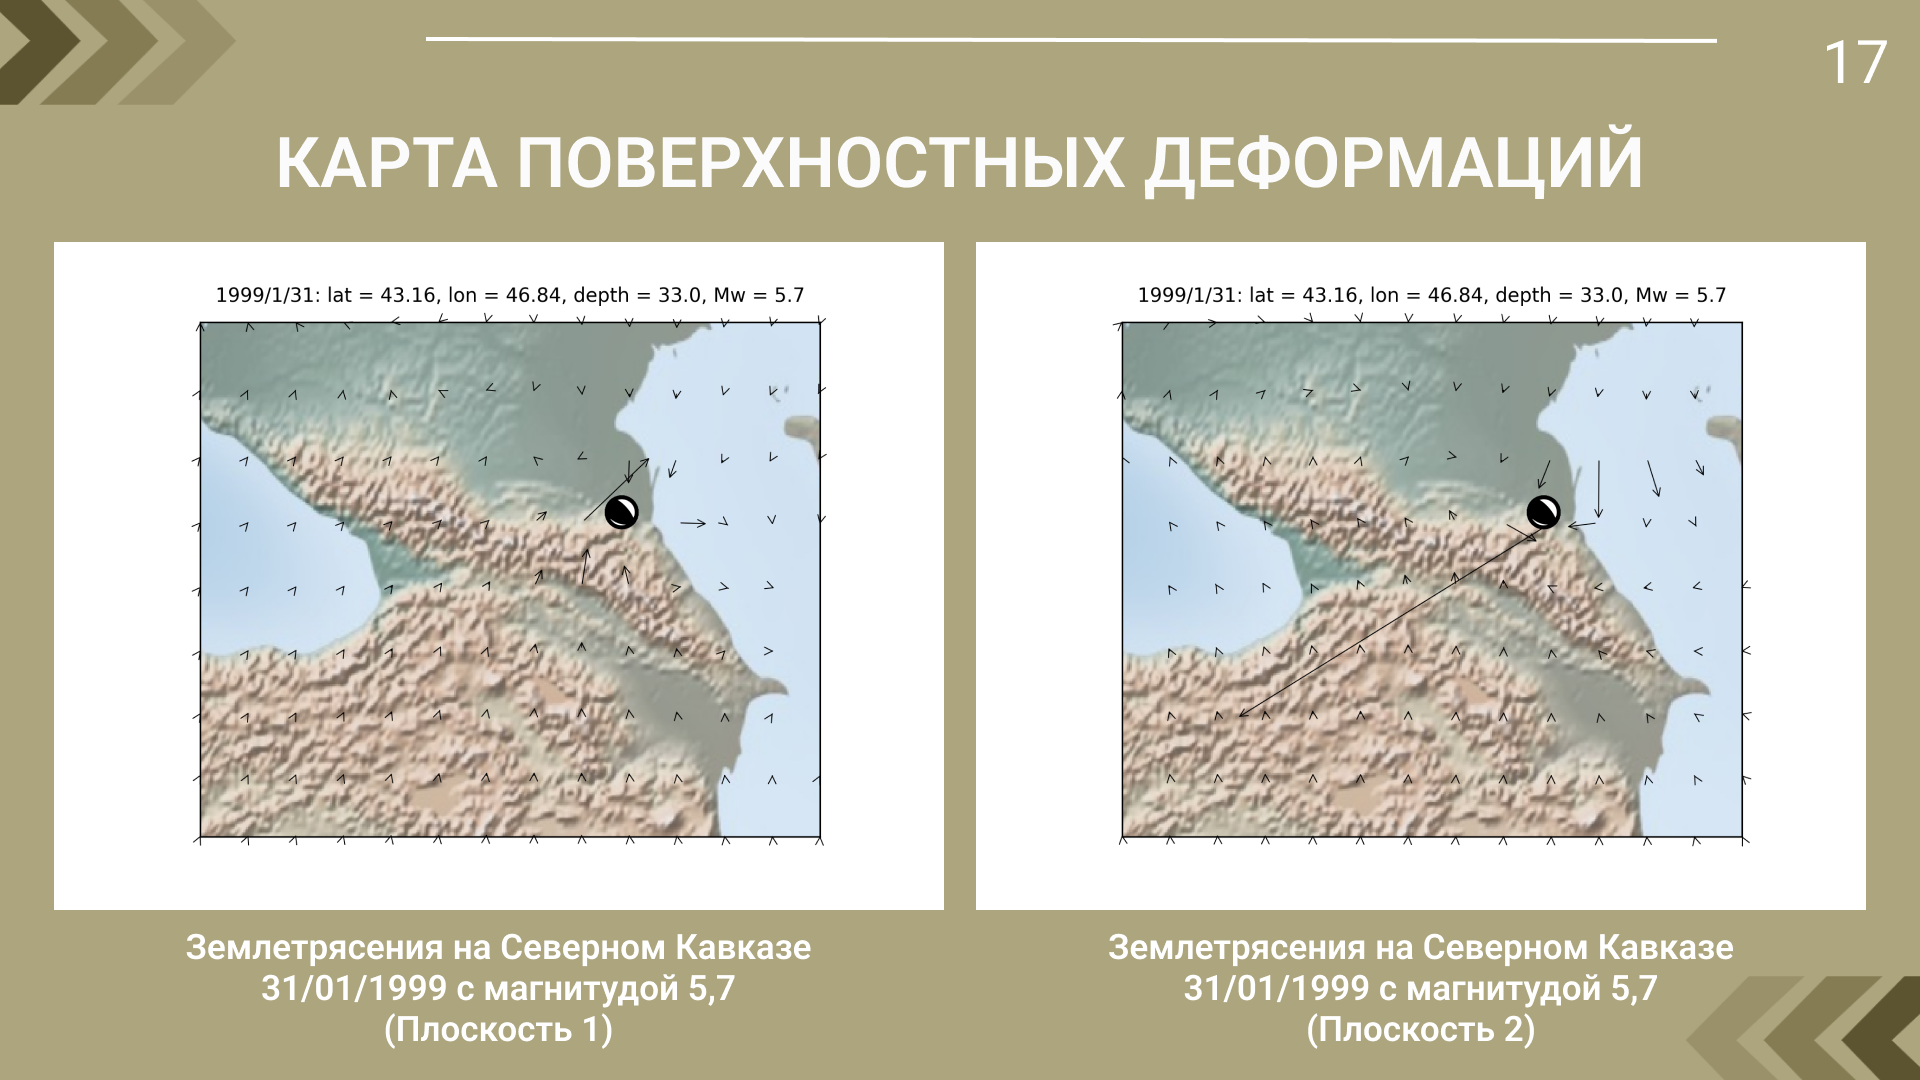 17
КАРТА ПОВЕРХНОСТНЫХ ДЕФОРМАЦИЙ
1999/1/31: lat = 43.16, lon = 46.84, depth = 33.0, Mw = 5.7
Землетрясения на Северном Кавказе
31/01/1999 с магнитудой 5,7
(Плоскость 1)
1999/1/31: lat = 43.16, lon = 46.84, depth = 33.0, Mw = 5.7
Землетрясения на Северном Кавказе
31/01/1999 с магнитудой 5,7
(Плоскость 2)